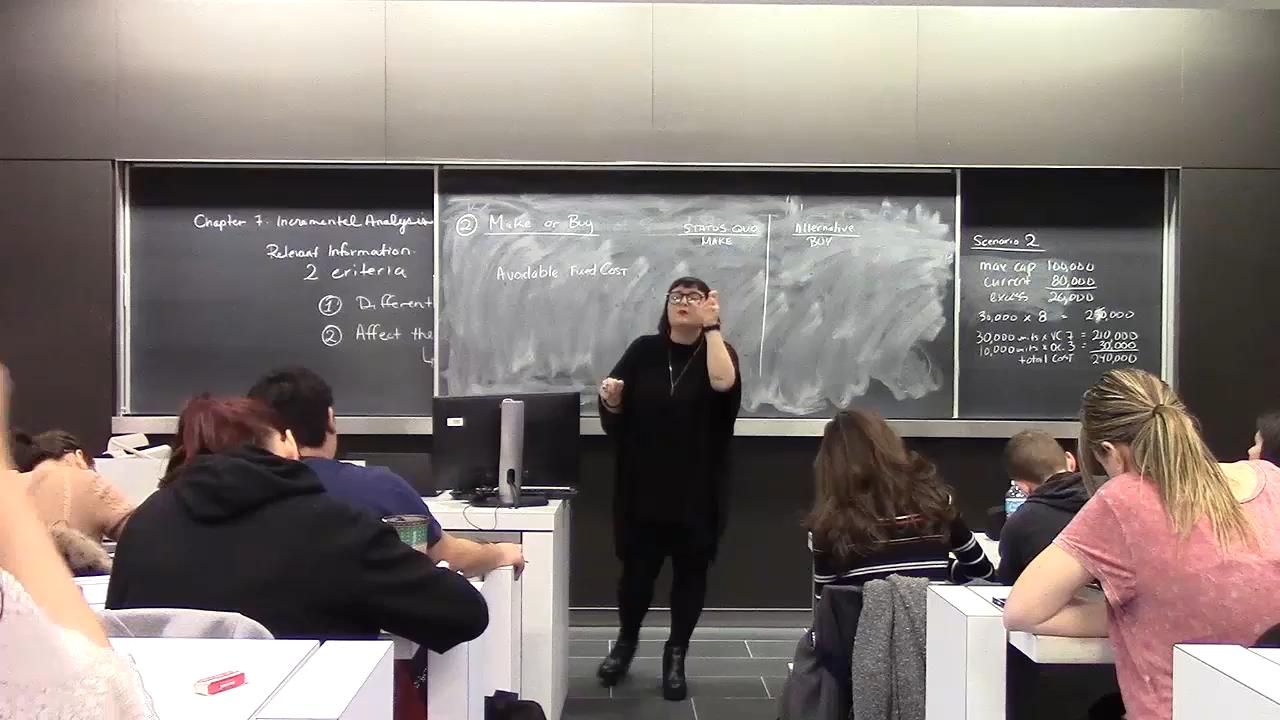 Chapter 7. Incremental Analysis
Relevant Information.
2 criteria
① Different
② Affect the
② Make or Buy
STATUS QUO
MAKE
Alternative
BUY
Avoidable Fixed Cost
Scenario 2
max cap 100,000
current 80,000
excess 20,000
30,000 x 8 =
30,000 units x VC 7 = 210,000
10,000 units x OC 3 = 30,000
total cost 240,000